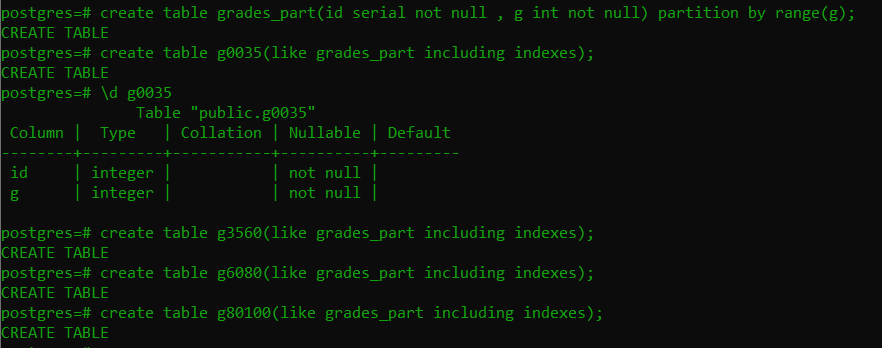 postgres=# create table grades_part(id serial not null , g int not null) partition by range(g);
CREATE TABLE
postgres=# create table g0035(like grades_part including indexes);
CREATE TABLE
postgres=# \d g0035
               Table "public.g0035"
 Column |  Type   | Collation | Nullable | Default
--------+---------+-----------+----------+---------
 id     | integer |           | not null |
 g      | integer |           | not null |

postgres=# create table g3560(like grades_part including indexes);
CREATE TABLE
postgres=# create table g6080(like grades_part including indexes);
CREATE TABLE
postgres=# create table g80100(like grades_part including indexes);
CREATE TABLE